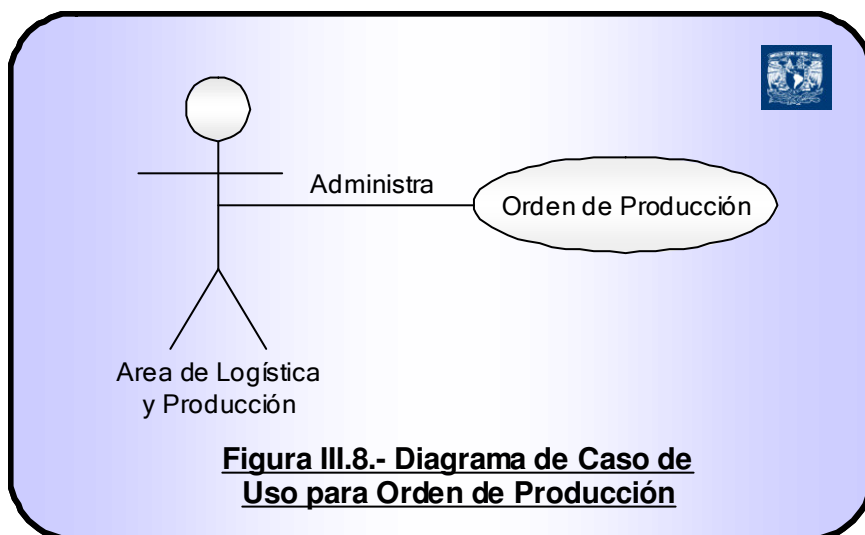 Administra
Orden de Producción
Area de Logística
y Producción
Figura III.8.- Diagrama de Caso de
Uso para Orden de Producción